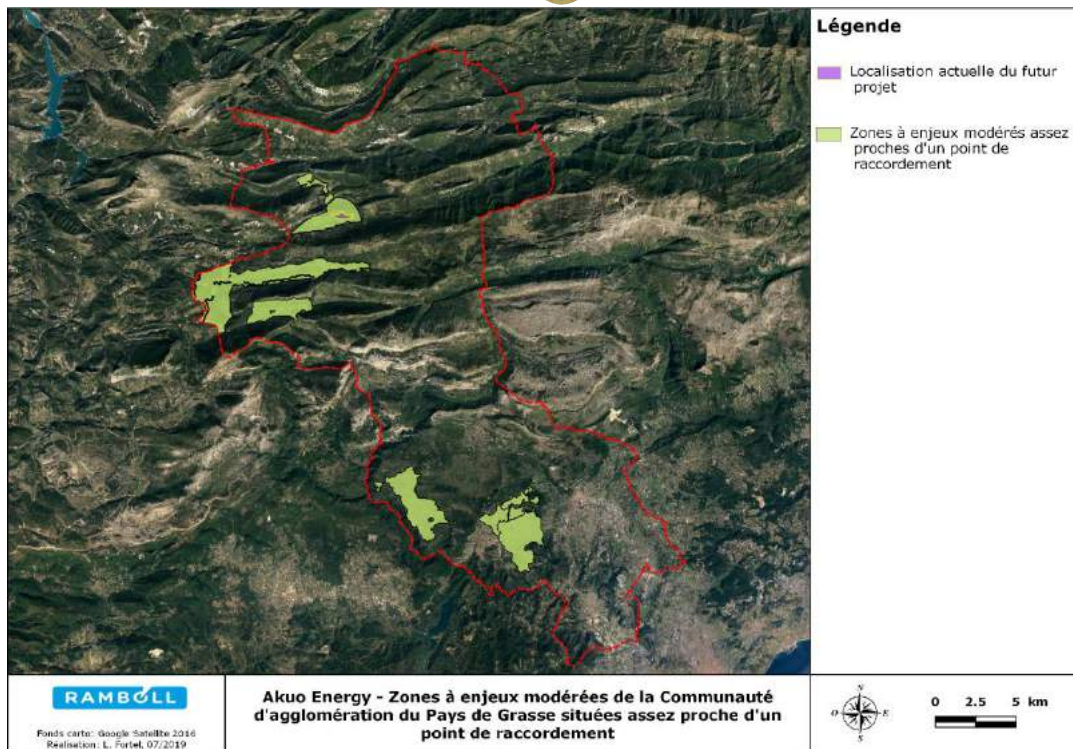 Légende
Localisation actuelle du futur
projet
Zones à enjeux modérés assez
proches d'un point de
raccordement
RAMBOLL
Fonds carto: Google Satellite 2016
Réalisation: L. Fortel, 07/2019
Akuo Energy - Zones à enjeux modérées de la Communauté
d'agglomération du Pays de Grasse situées assez proche d'un
point de raccordement
N
O
E
S
0 2.5 5 km